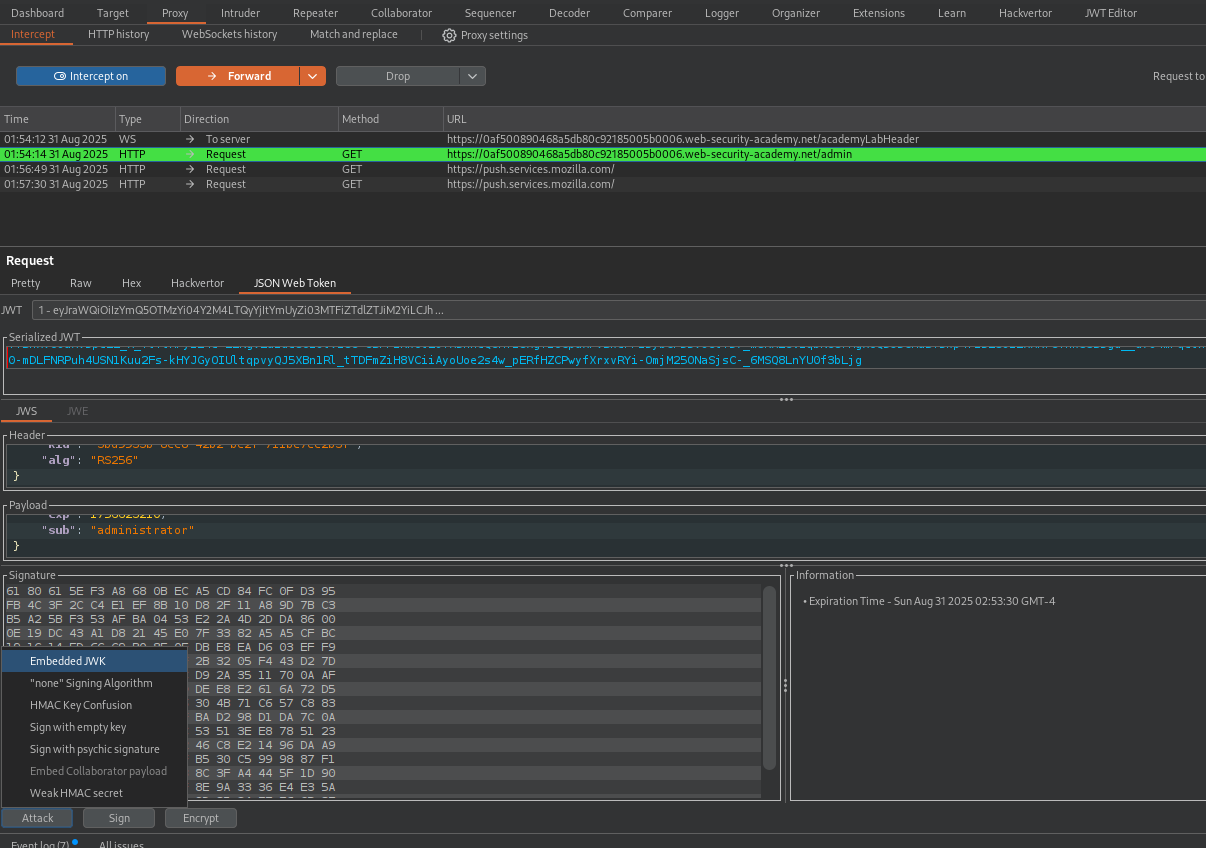 Dashboard Target Proxy Intruder Repeater Collaborator Sequencer Decoder Comparer Logger Organizer Extensions Learn Hackvertor JWT Editor
Intercept HTTP history WebSockets history Match and replace Proxy settings
Intercept on Forward Drop Request to
Time Type Direction Method URL
01:54:12 31 Aug 2025 WS → To server https://0af500890468a5db80c92185005b0006.web-security-academy.net/academyLabHeader
01:54:14 31 Aug 2025 HTTP → Request GET https://0af500890468a5db80c92185005b0006.web-security-academy.net/admin
01:56:49 31 Aug 2025 HTTP → Request GET https://push.services.mozilla.com/
01:57:30 31 Aug 2025 HTTP → Request GET https://push.services.mozilla.com/
Request
Pretty Raw Hex Hackvertor JSON Web Token
JWT 1 - eyJraWQiOiIzYmQ5OTMzYi04Y2M4LTQyYjItYmUyZi03MTFiZTdlZTJiM2YiLCJh ...
Serialized JWT
0-mDLFNRPuh4USN1Kuu2Fs-kHYJGyOIUltqpvyQJ5XBm1Rl_tTDFmZiH8VCiiAyoUoe2s4w_pERfHZCPwyfXrxvRYi-OmjM25ONaSjsC-_6MSQ8LnYUOf3bLjg
JWS JWE
Header
"alg": "RS256"
}
Payload
"sub": "administrator"
}
Signature
61 80 61 5E F3 A8 68 0B EC A5 CD 84 FC 0F D3 95
FB 4C 3F 2C C4 E1 EF 8B 10 D8 2F 11 A8 9D 7B C3
B5 A2 5B F3 53 AF BA 04 53 E2 2A 4D 2D DA 86 00
0E 19 DC 43 A1 D8 21 45 E0 7F 33 82 A5 A5 CF BC
DB E8 EA D6 03 EF F9
2B 32 05 F4 43 D2 7D
D9 2A 35 11 70 0A AF
DE E8 E2 61 6A 72 D5
30 4B 71 C6 57 C8 83
BA D2 98 D1 DA 7C 0A
53 51 3E E8 78 51 23
46 C8 E2 14 96 DA A9
B5 30 C5 99 98 87 F1
8C 3F A4 44 5F 1D 90
8E 9A 33 36 E4 E3 5A
Information
• Expiration Time - Sun Aug 31 2025 02:53:30 GMT-4
Embedded JWK
"none" Signing Algorithm
HMAC Key Confusion
Sign with empty key
Sign with psychic signature
Embed Collaborator payload
Weak HMAC secret
Attack Sign Encrypt
Event log (7) All issues